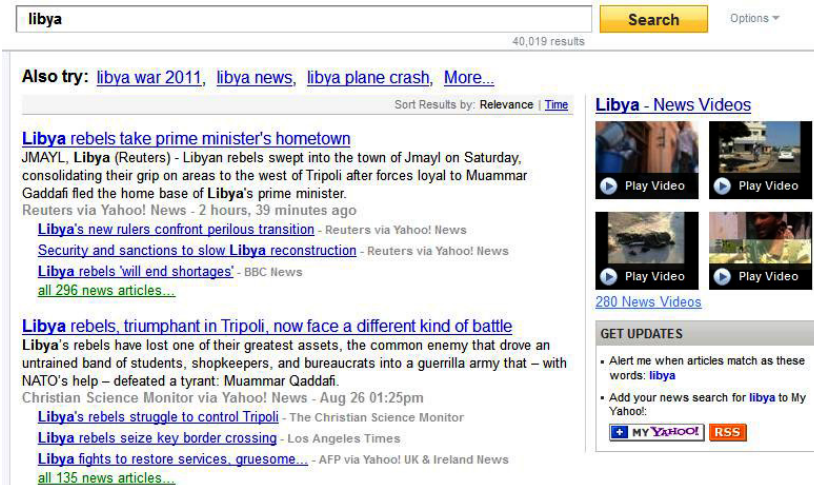 libya
Search
Options
40,019 results
Also try: libya war 2011, libya news, libya plane crash, More...
Sort Results by: Relevance | Time
Libya rebels take prime minister's hometown
JMAYL, Libya (Reuters) - Libyan rebels swept into the town of Jmayl on Saturday,
consolidating their grip on areas to the west of Tripoli after forces loyal to Muammar
Gaddafi fled the home base of Libya's prime minister.
Reuters via Yahoo! News - 2 hours, 39 minutes ago
Libya's new rulers confront perilous transition - Reuters via Yahoo! News
Security and sanctions to slow Libya reconstruction - Reuters via Yahoo! News
Libya rebels 'will end shortages' - BBC News
all 296 news articles...
Libya rebels, triumphant in Tripoli, now face a different kind of battle
Libya's rebels have lost one of their greatest assets, the common enemy that drove an
untrained band of students, shopkeepers, and bureaucrats into a guerrilla army that – with
NATO's help – defeated a tyrant: Muammar Qaddafi.
Christian Science Monitor via Yahoo! News - Aug 26 01:25pm
Libya's rebels struggle to control Tripoli - The Christian Science Monitor
Libya rebels seize key border crossing - Los Angeles Times
Libya fights to restore services, gruesome... - AFP via Yahoo! UK & Ireland News
all 135 news articles...
Libya - News Videos
Play Video
Play Video
Play Video
Play Video
280 News Videos
GET UPDATES
• Alert me when articles match as these
words: libya
• Add your news search for libya to My
Yahoo!:
+ MY YAHOO! RSS